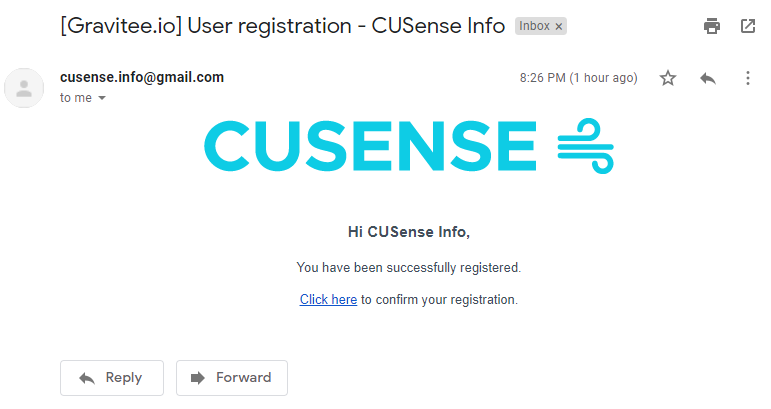 [Gravitee.io] User registration - CUSense Info Inbox ×
cusense.info@gmail.com 8:26 PM (1 hour ago)
to me
CUSENSE
Hi CUSense Info,
You have been successfully registered.
Click here to confirm your registration.
Reply Forward